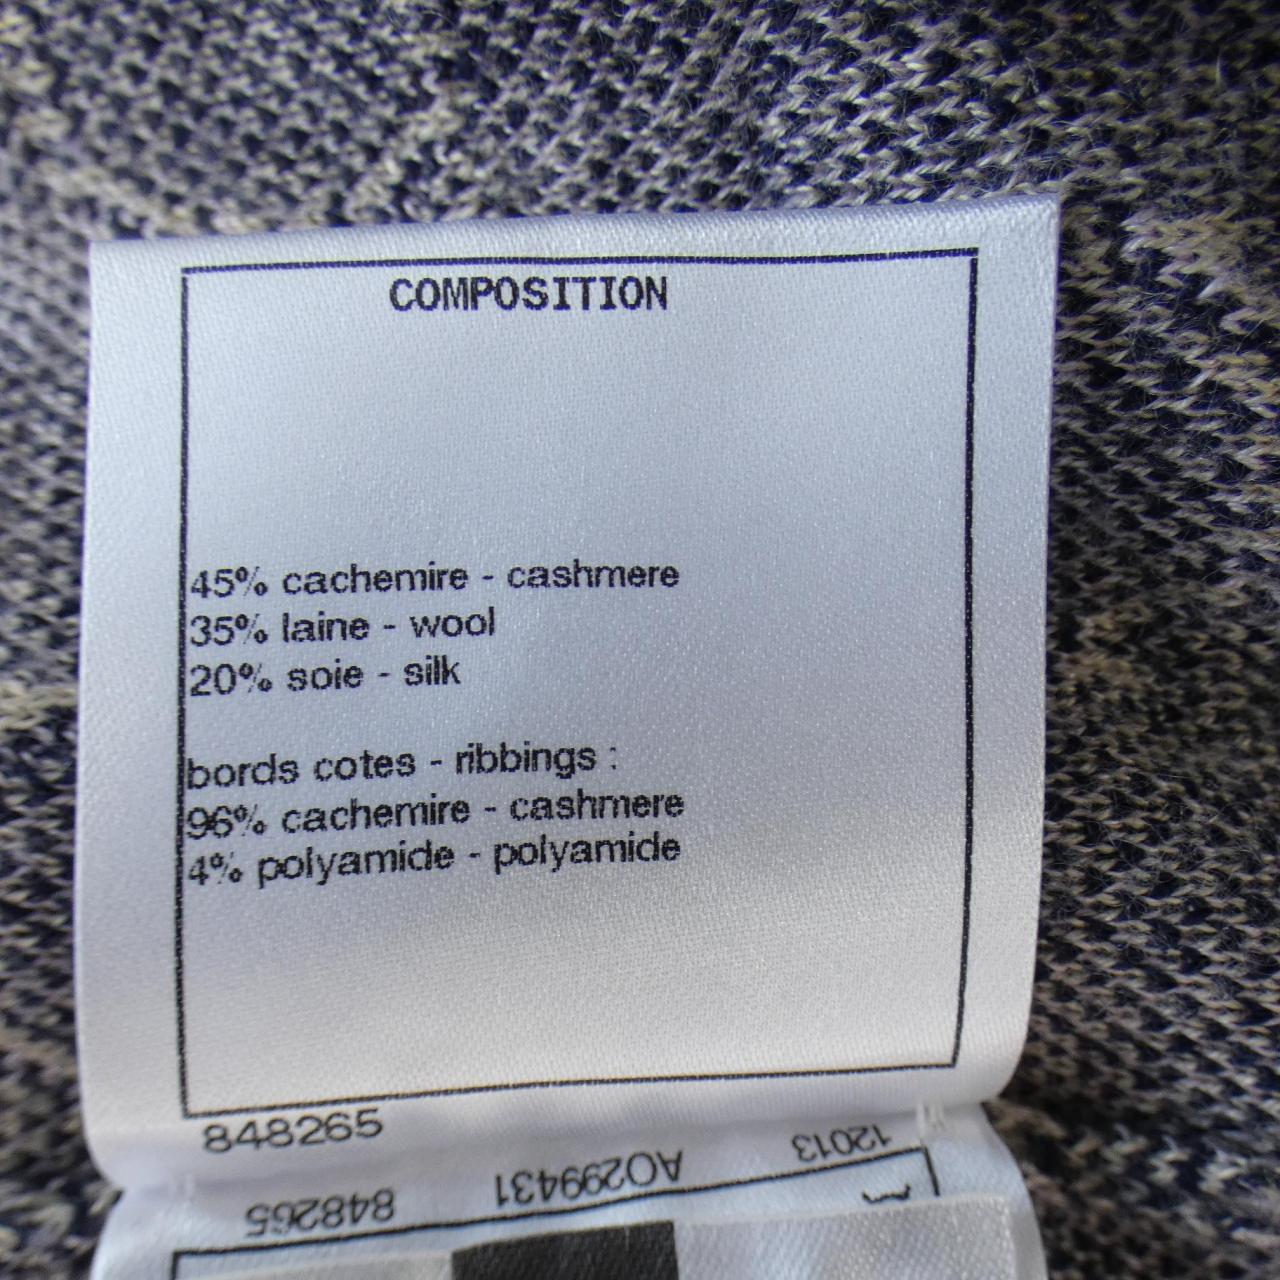 COMPOSITION
45% cachemire - cashmere
35% laine - wool
20% soie - silk
bords cotes - ribbings :
96% cachemire - cashmere
4% polyamide - polyamide
848265
12013 AO299431 848265